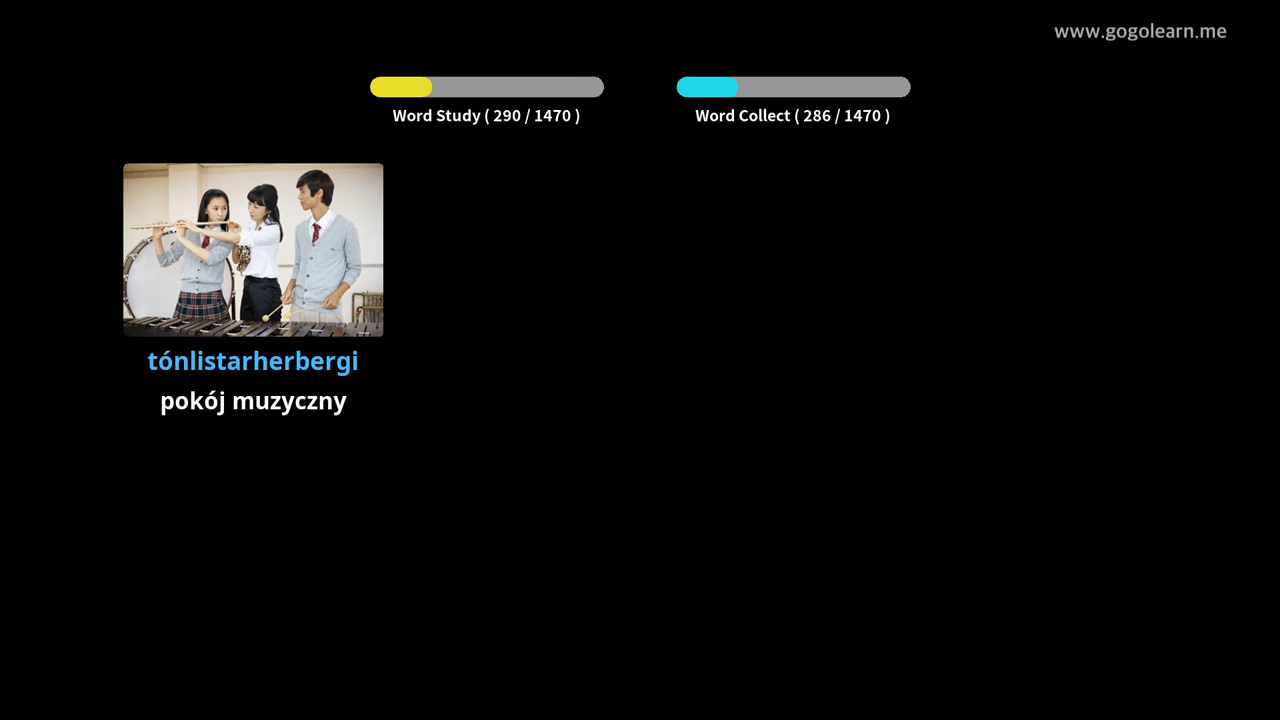 www.gogolearn.me
Word Study ( 290 / 1470 )
Word Collect ( 286 / 1470 )
tónlistarherbergi
pokój muzyczny